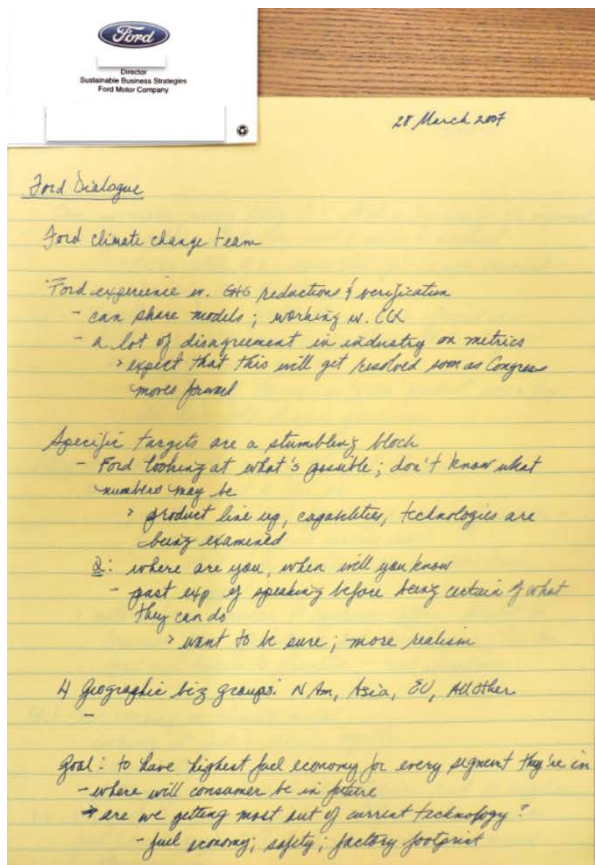 Ford
Director
Sustainable Business Strategies
Ford Motor Company
28 March 2007
Ford Dialogue
Ford climate change team
Ford experience w. GHG reductions & verification
- can share models; working w. CCX
- a lot of disagreement in industry on metrics
> expect that this will get resolved soon as Congress
moves forward
Specific targets are a stumbling block
- Ford looking at what's possible; don't know what
numbers may be
> product line up, capabilities, technologies are
being examined
Q: where are you, when will you know
- past exp of speaking before being certain of what
they can do
> want to be sure; more realism
4 Geographic biz groups: N Am, Asia, EU, All Other
-
Goal: to have highest fuel economy for every segment they're in
- where will consumer be in future
→ are we getting most out of current technology?
- fuel economy; safety; factory footprint